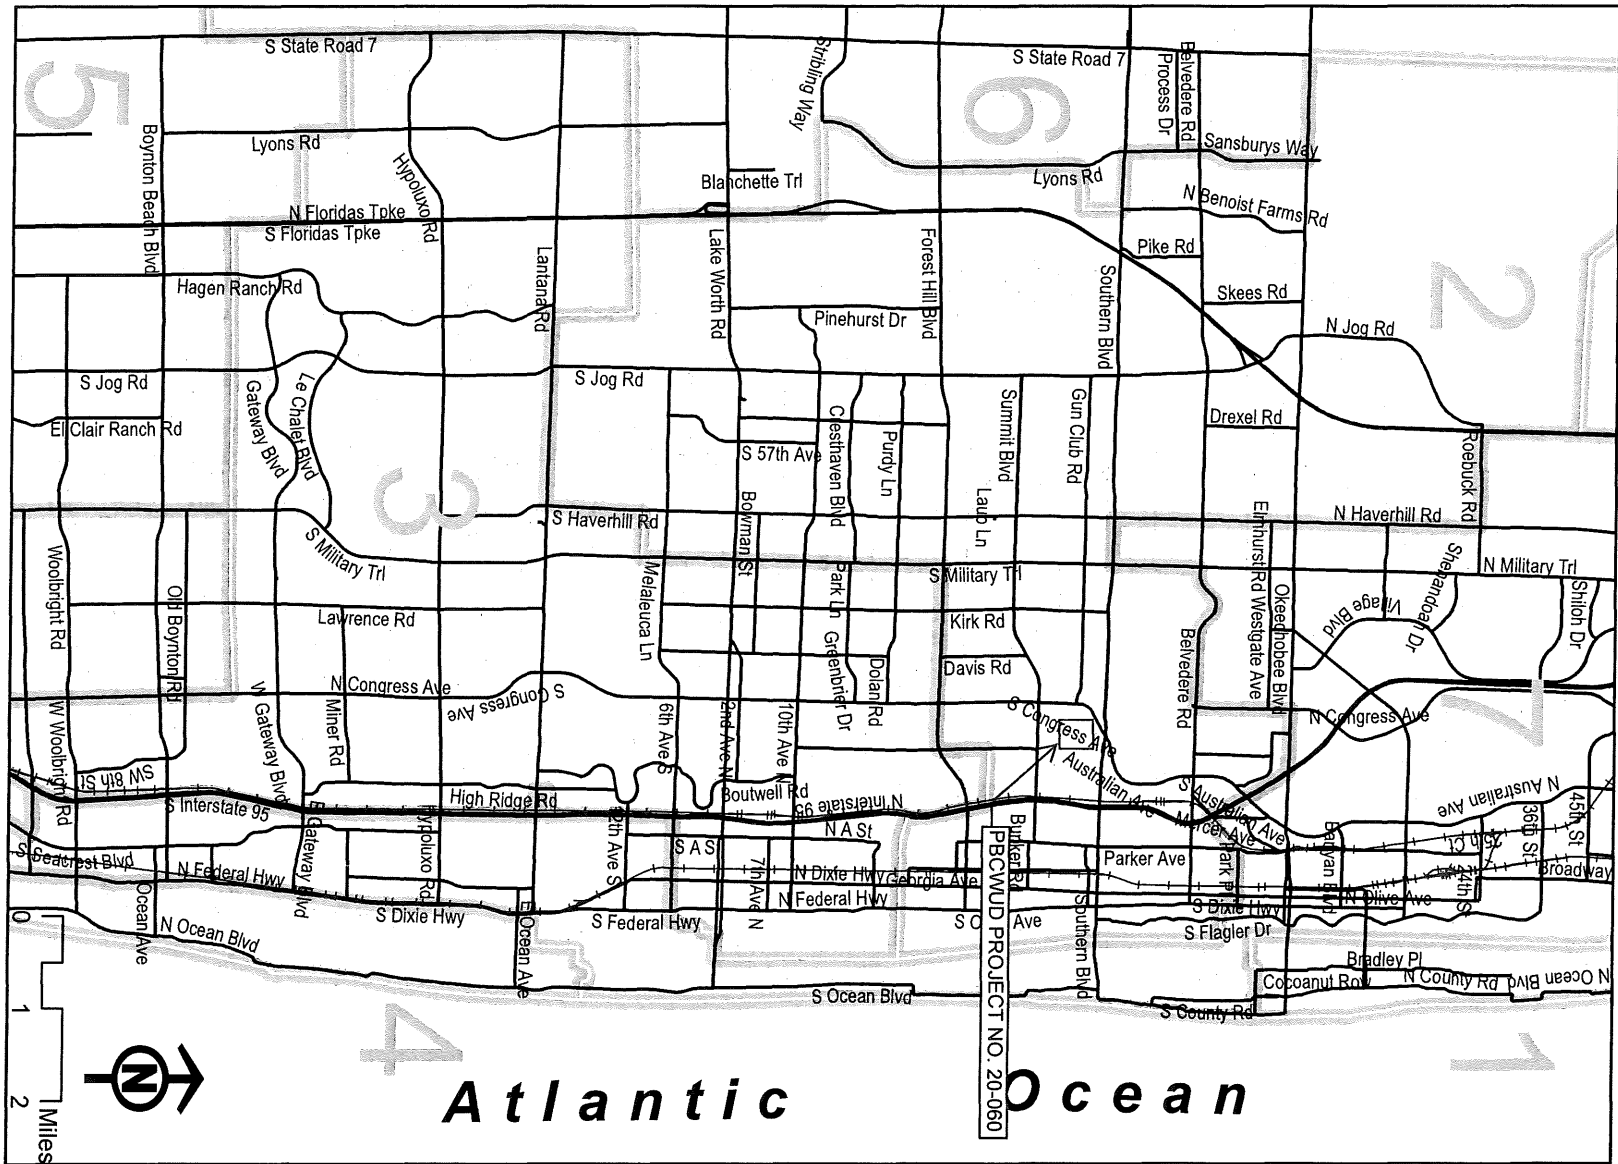 S State Road 7
S State Road 7
Stribling Way
Belvedere Rd
Process Dr
5
6
Boynton Beach Blvd
Lyons Rd
Hypoluxo Rd
Sansburys Way
Blanchette Trl
Lyons Rd
N Benoist Farms Rd
N Floridas Tpke
S Floridas Tpke
Lantana Rd
Lake Worth Rd
Forest Hill Blvd
Southern Blvd
Pike Rd
2
Hagen Ranch Rd
Skees Rd
Pinehurst Dr
N Jog Rd
S Jog Rd
Gateway Blvd
Le Chalet Blvd
S Jog Rd
El Clair Ranch Rd
Drexel Rd
Summit Blvd
Gun Club Rd
Cresthaven Blvd
Purdy Ln
S 57th Ave
Roebuck Rd
3
Bowman St
Laub Ln
S Haverhill Rd
N Haverhill Rd
Elmhurst Rd
Westgate Ave
S Military Trl
Woolbright Rd
Old Boynton Rd
Melaleuca Ln
Park Ln
S Military Trl
N Military Trl
Shenandoah Dr
Shiloh Dr
Village Blvd
Okeechobee Blvd
Lawrence Rd
Kirk Rd
Greenbrier Dr
Dolan Rd
Davis Rd
Belvedere Rd
N Congress Ave
S Congress Ave
W Gateway Blvd
Miner Rd
6th Ave S
2nd Ave N
10th Ave N
S Congress Ave
N Congress Ave
7
W Woolbright Rd
SW 8th St
S Interstate 95
High Ridge Rd
Boutwell Rd
N Interstate 95
Australian Ave
S Australian Ave
Mercer Ave
N Australian Ave
45th St
36th St
25th Ct
24th St
Broadway
E Gateway Blvd
Hypoluxo Rd
12th Ave S
N A St
S A St
7th Ave N
Bunker Rd
Parker Ave
Park Pl
Banyan Blvd
S Seacrest Blvd
N Federal Hwy
N Dixie Hwy
Georgia Ave
N Federal Hwy
S Dixie Hwy
N Olive Ave
Ocean Ave
N Ocean Blvd
S Dixie Hwy
E Ocean Ave
S Federal Hwy
Southern Blvd
S Flagler Dr
Bradley Pl
Cocoanut Row
N County Rd
N Ocean Blvd
S Ocean Blvd
S County Rd
PBCWUD PROJECT NO. 20-060
4
1
N
Atlantic Ocean
0 1 2
Miles